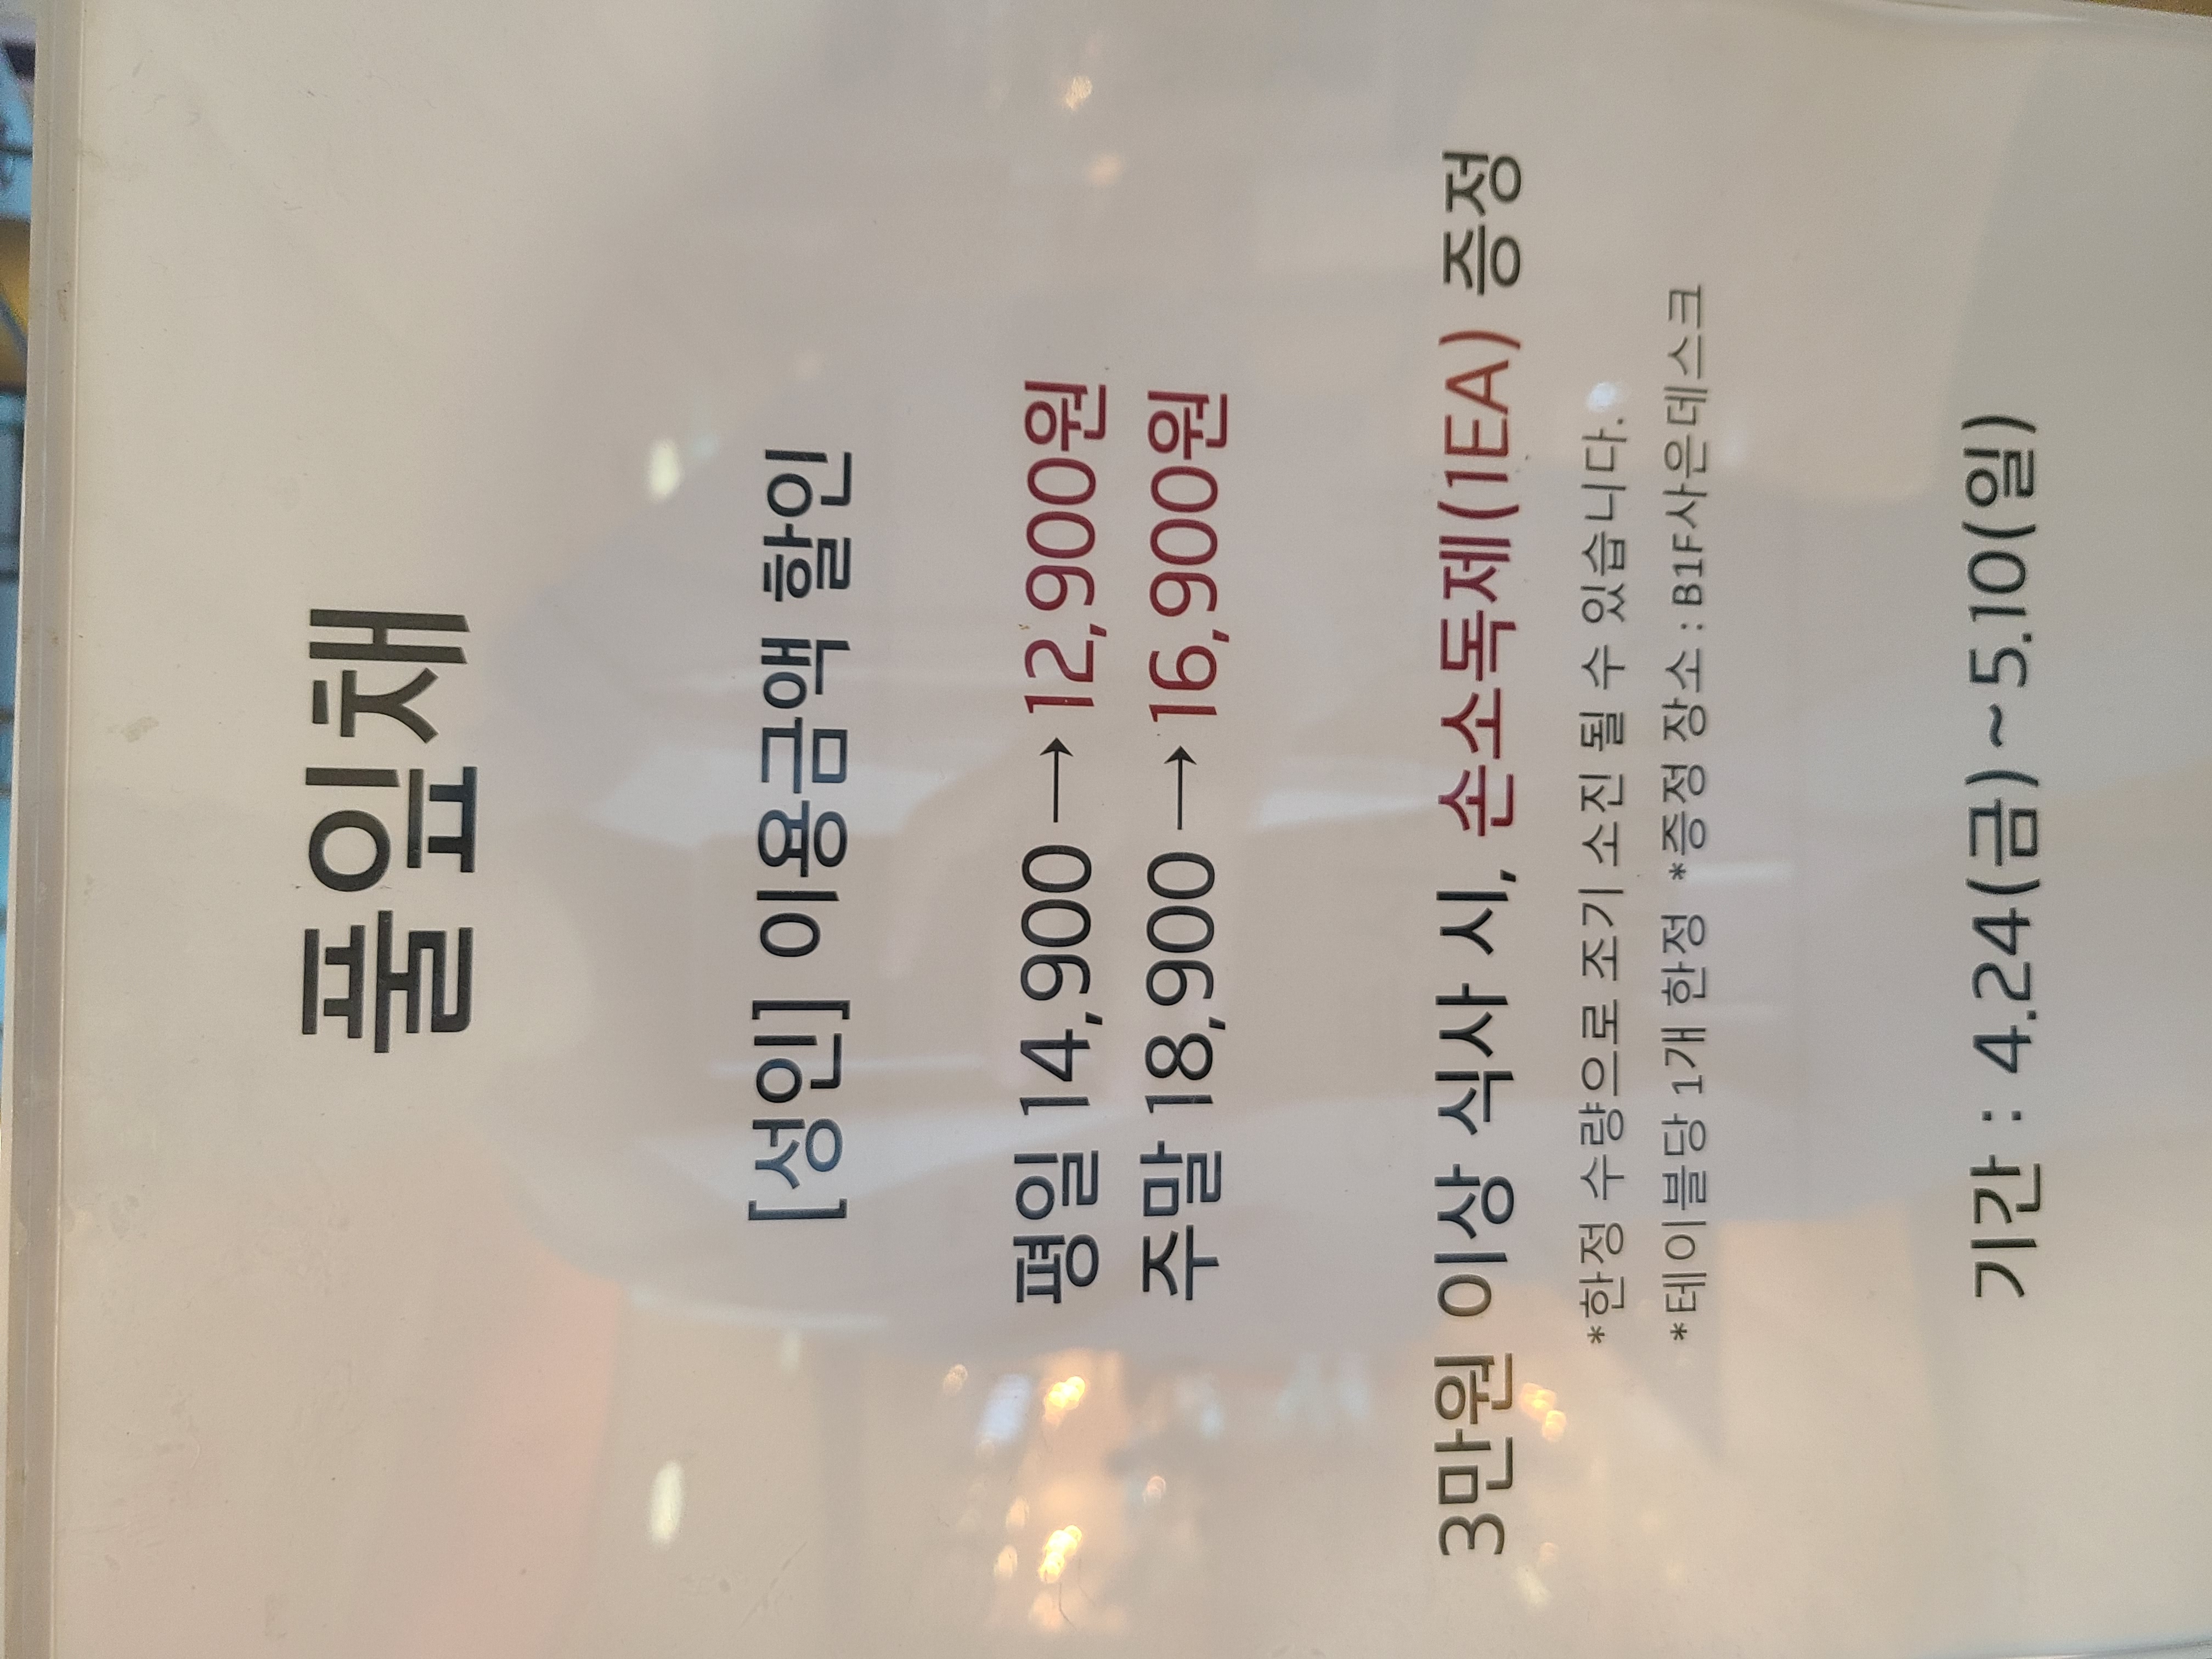 풀잎채
[성인] 이용금액 할인
평일 14,900 → 12,900원
주말 18,900 → 16,900원
3만원 이상 식사 시, 손소독제(1EA) 증정
*한정 수량으로 조기 소진 될 수 있습니다.
*테이블당 1개 한정 *증정 장소 : B1F사은데스크
기간 : 4.24(금) ~ 5.10(일)